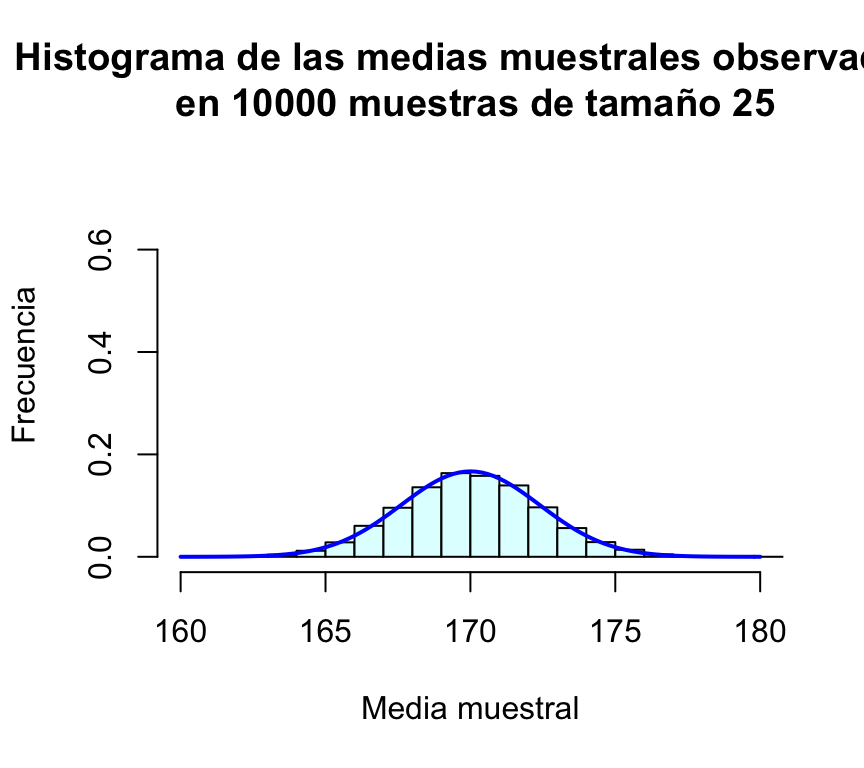 Histograma de las medias muestrales
en 10000 muestras de tamaño 25
Frecuencia
0.6
0.4
0.2
0.0
160 165 170 175 180
Media muestral